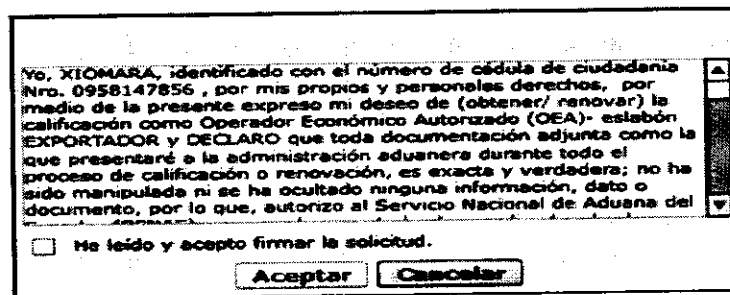 Yo, XIOMARA, identificado con el número de cédula de ciudadanía
Nro. 0958147856 , por mis propios y personales derechos, por
medio de la presente expreso mi deseo de (obtener/ renovar) la
calificación como Operador Económico Autorizado (OEA)- eslabón
EXPORTADOR y DECLARO que toda documentación adjunta como la
que presentaré a la administración aduanera durante todo el
proceso de calificación o renovación, es exacta y verdadera; no ha
sido manipulada ni se ha ocultado ninguna información, dato o
documento, por lo que, autorizo al Servicio Nacional de Aduana del
He leído y acepto firmar la solicitud.
Aceptar Cancelar